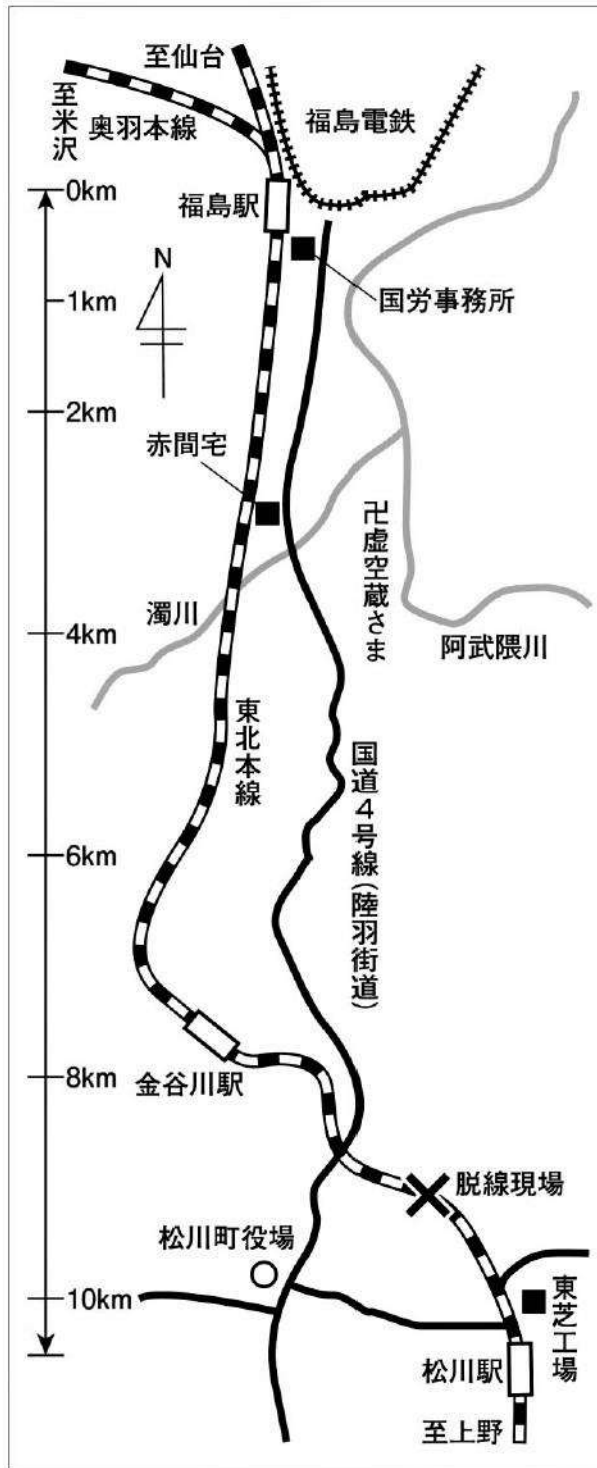 至仙台
至米沢
奥羽本線
福島電鉄
0km
福島駅
N
国労事務所
1km
2km
赤間宅
卍虚空蔵さま
濁川
4km
阿武隈川
東北本線
国道4号線(陸羽街道)
6km
8km
金谷川駅
脱線現場
松川町役場
10km
東芝工場
松川駅
至上野